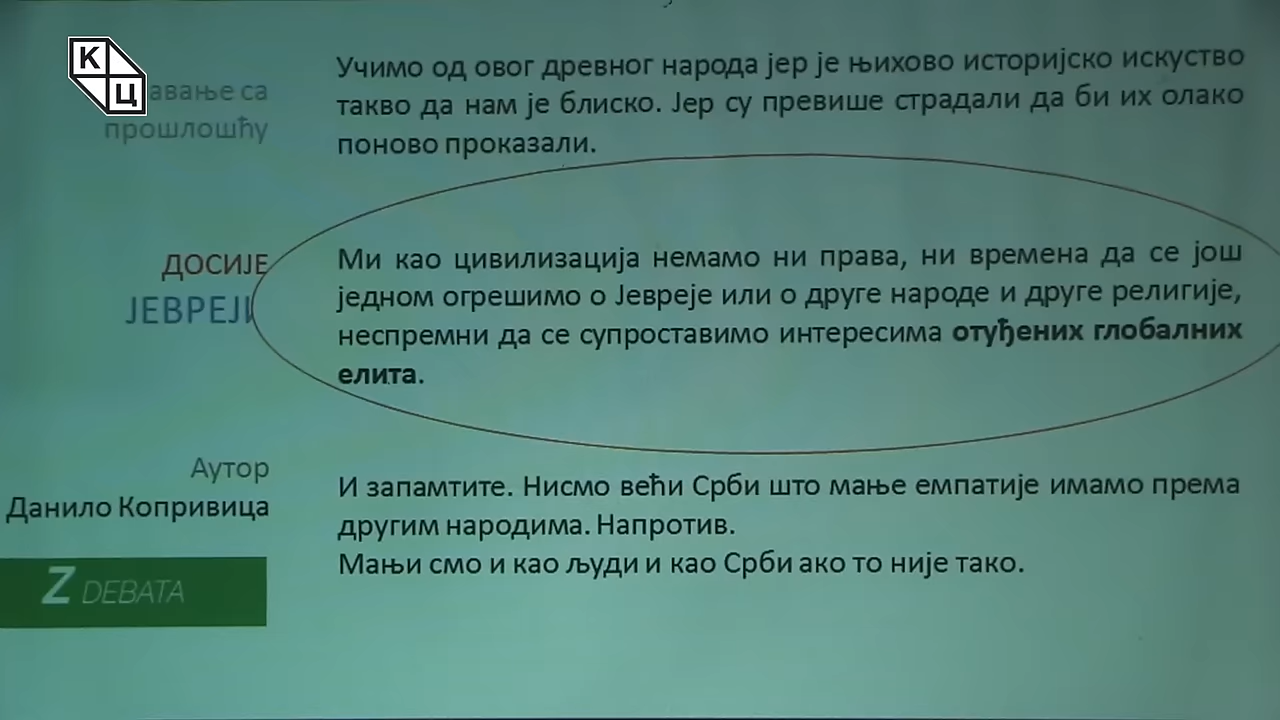 КЦ
авање са
прошлошћу
Учимо од овог древног народа јер је њихово историјско искуство
такво да нам је блиско. Јер су превише страдали да би их олако
поново проказали.
ДОСИЈЕ
ЈЕВРЕЈИ
Ми као цивилизација немамо ни права, ни времена да се још
једном огрешимо о Јевреје или о друге народе и друге религије,
неспремни да се супроставимо интересима отуђених глобалних
елита.
Аутор
Данило Копривица
Z DEBATA
И запамтите. Нисмо већи Срби што мање емпатије имамо према
другим народима. Напротив.
Мањи смо и као људи и као Срби ако то није тако.